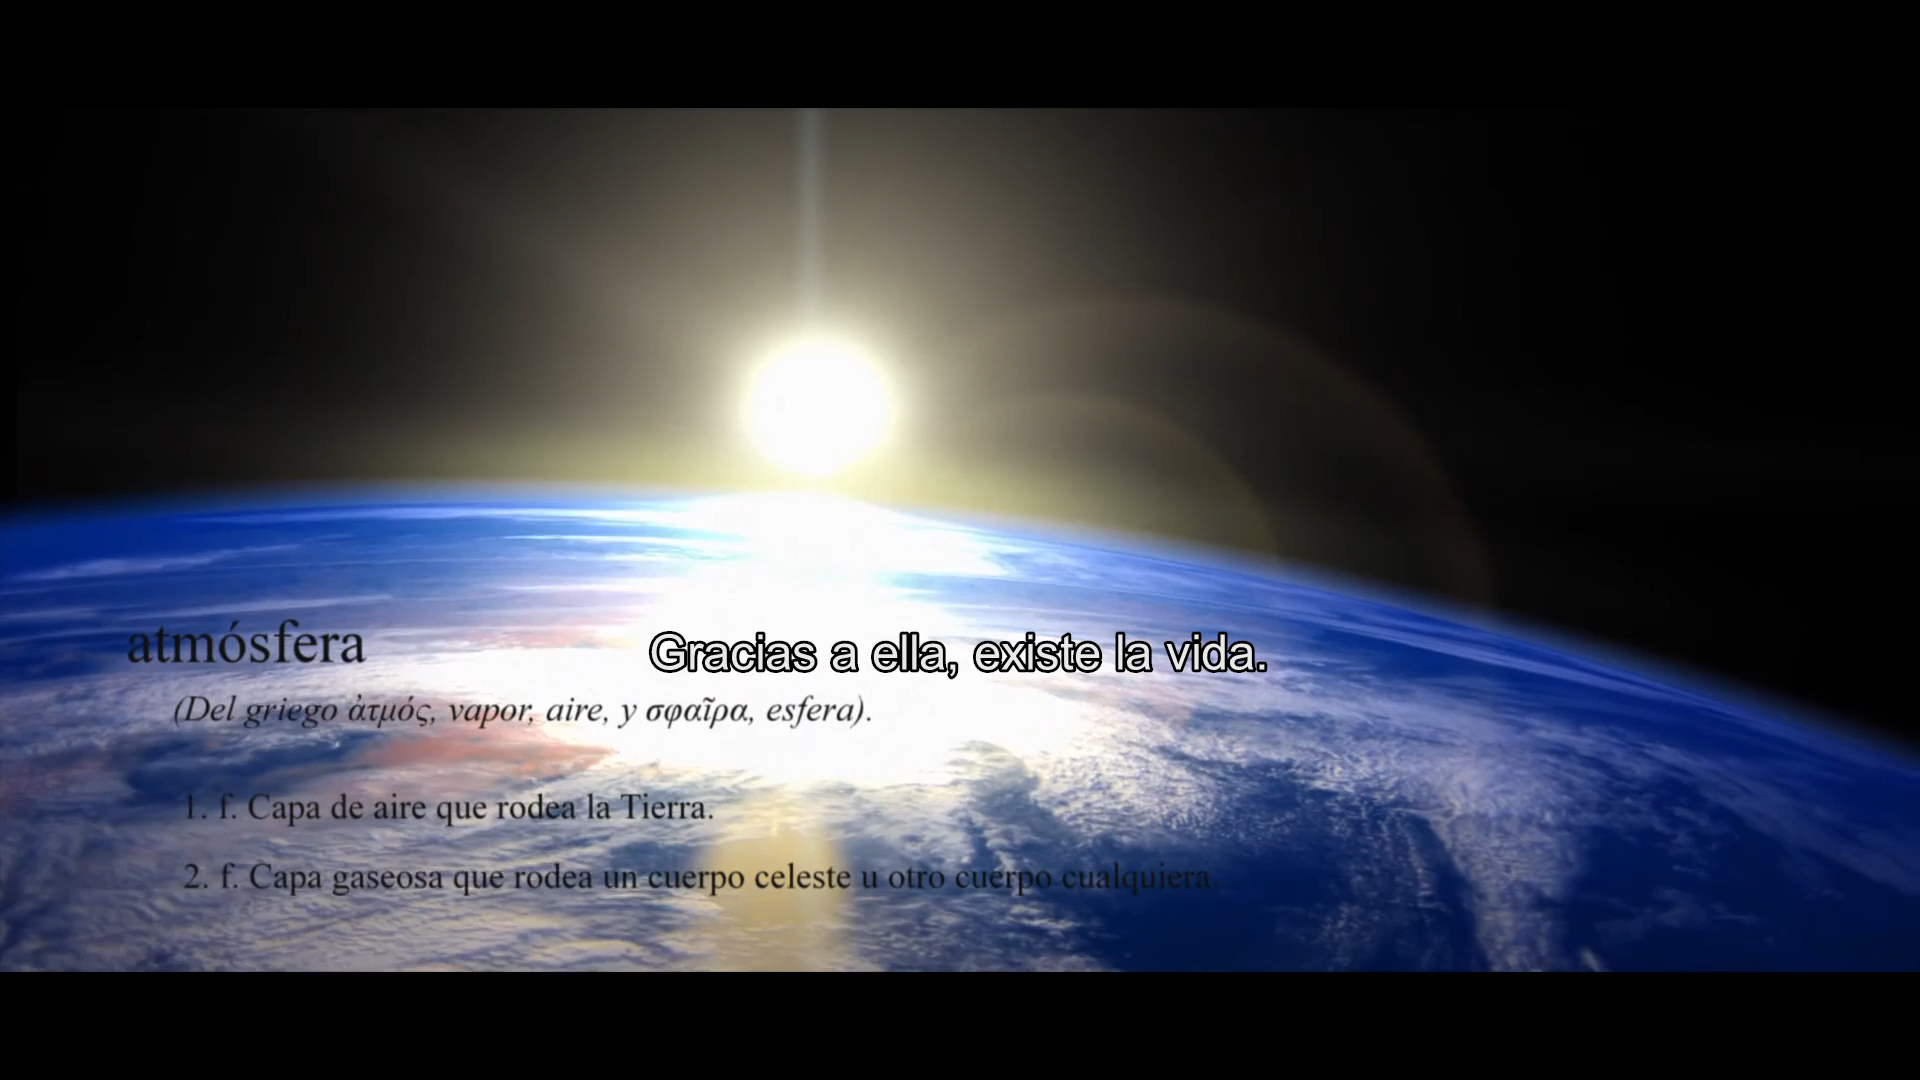 atmósfera
Gracias a ella, existe la vida.
(Del griego ἀτμός, vapor, aire, y σφαῖρα, esfera).
1. f. Capa de aire que rodea la Tierra.
2. f. Capa gaseosa que rodea un cuerpo celeste u otro cuerpo cualquiera.